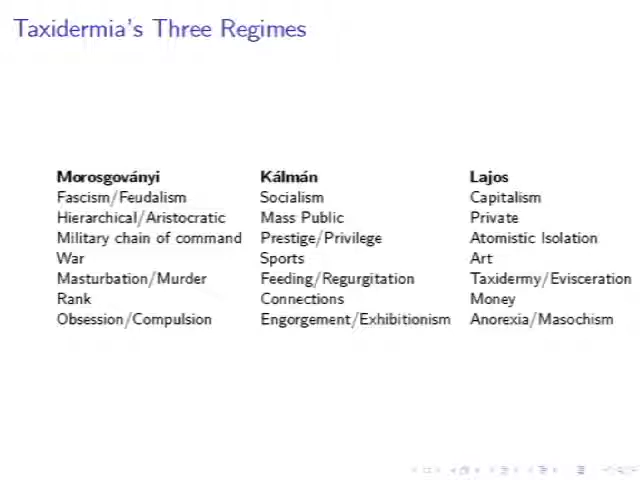 Taxidermia's Three Regimes
Morosgoványi Kálmán Lajos
Fascism/Feudalism Socialism Capitalism
Hierarchical/Aristocratic Mass Public Private
Military chain of command Prestige/Privilege Atomistic Isolation
War Sports Art
Masturbation/Murder Feeding/Regurgitation Taxidermy/Evisceration
Rank Connections Money
Obsession/Compulsion Engorgement/Exhibitionism Anorexia/Masochism